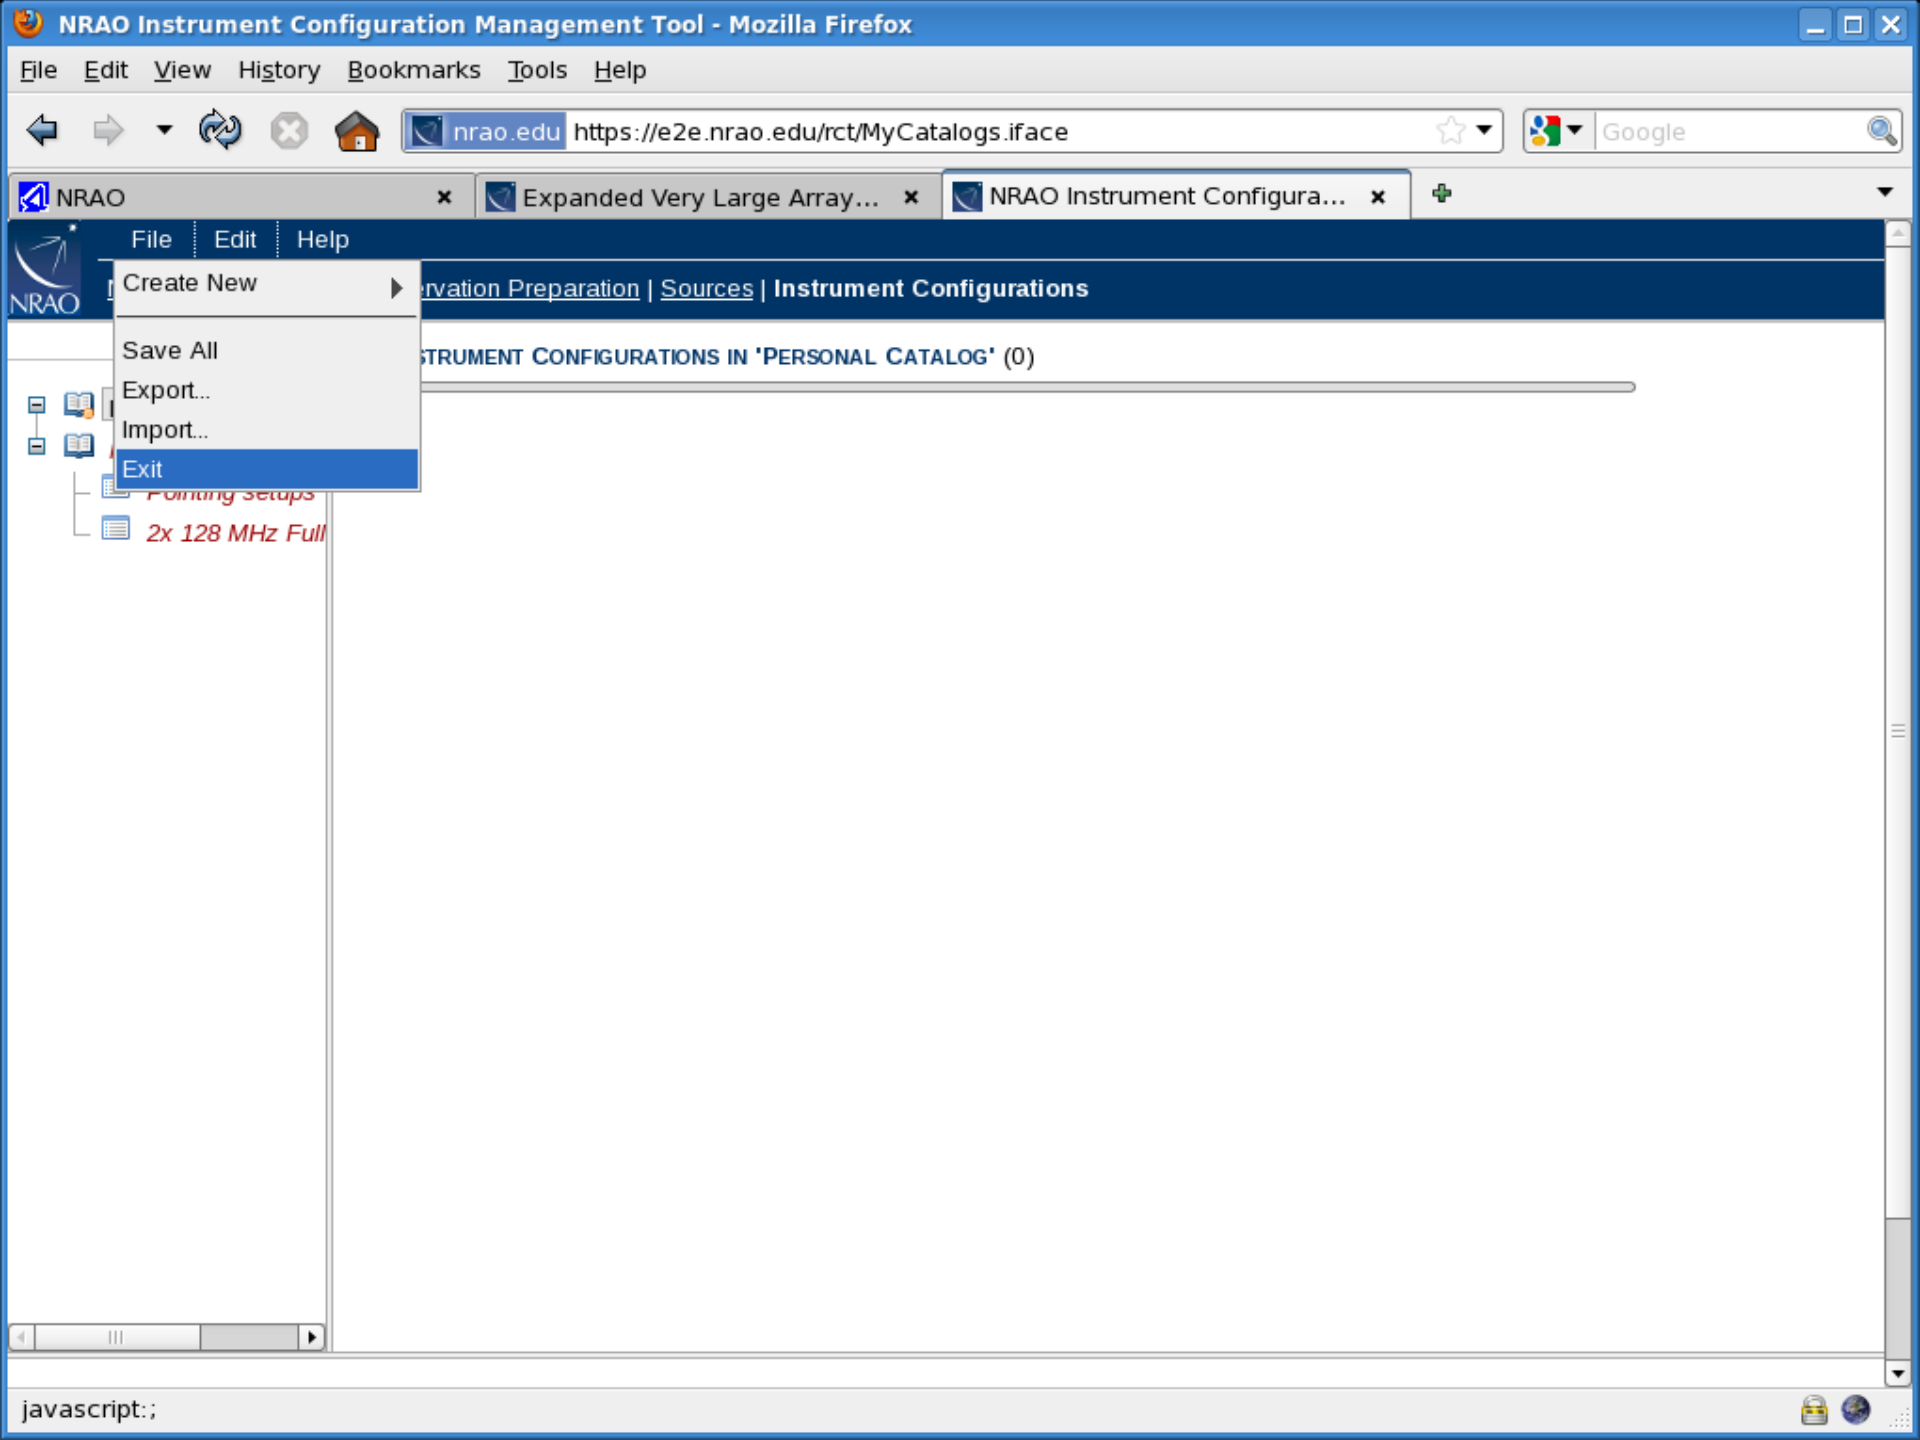 NRAO Instrument Configuration Management Tool - Mozilla Firefox
File Edit View History Bookmarks Tools Help
nrao.edu https://e2e.nrao.edu/rct/MyCatalogs.iface Google
NRAO Expanded Very Large Array... NRAO Instrument Configura...
File Edit Help
NRAO
Create New
rvation Preparation | Sources | Instrument Configurations
Save All
STRUMENT CONFIGURATIONS IN 'PERSONAL CATALOG' (0)
Export...
Import...
Exit
Pointing setups
2x 128 MHz Full
javascript:;